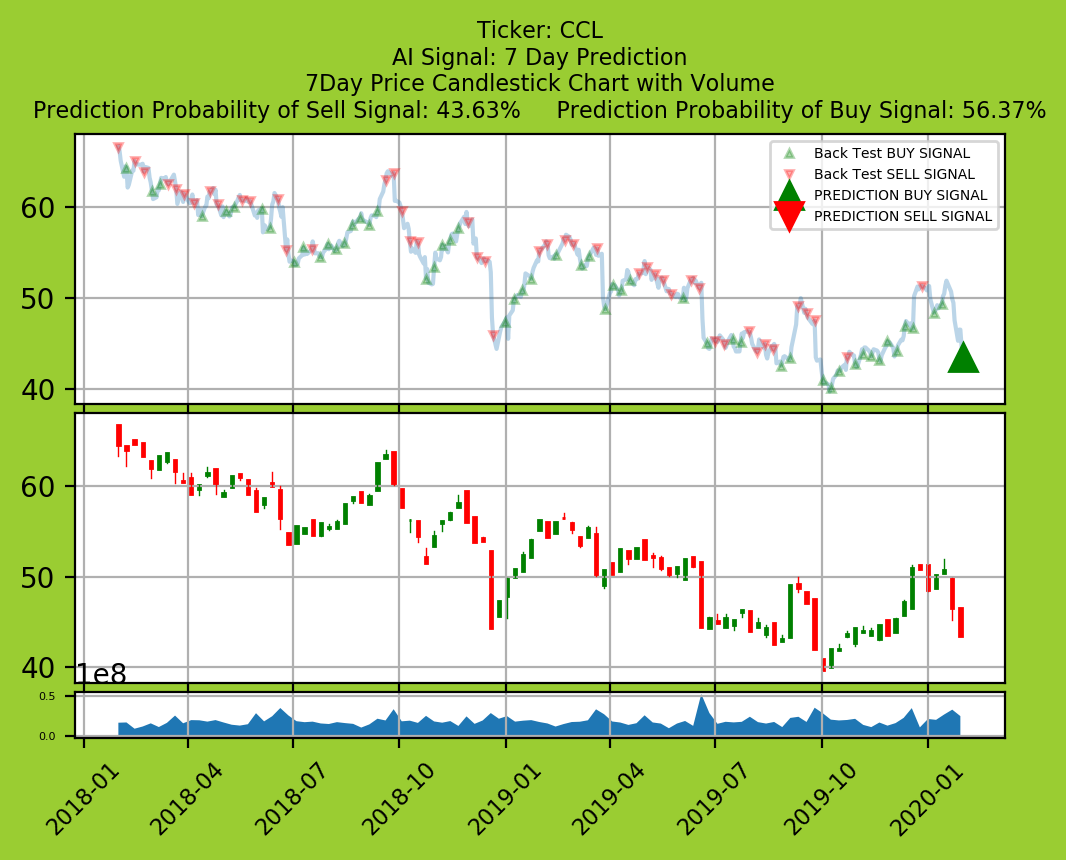 Ticker: CCL
AI Signal: 7 Day Prediction
7Day Price Candlestick Chart with Volume
Prediction Probability of Sell Signal: 43.63% Prediction Probability of Buy Signal: 56.37%
Back Test BUY SIGNAL
Back Test SELL SIGNAL
PREDICTION BUY SIGNAL
PREDICTION SELL SIGNAL
60
50
40
60
50
40
1e8
0.5
0.0
2018-01 2018-04 2018-07 2018-10 2019-01 2019-04 2019-07 2019-10 2020-01